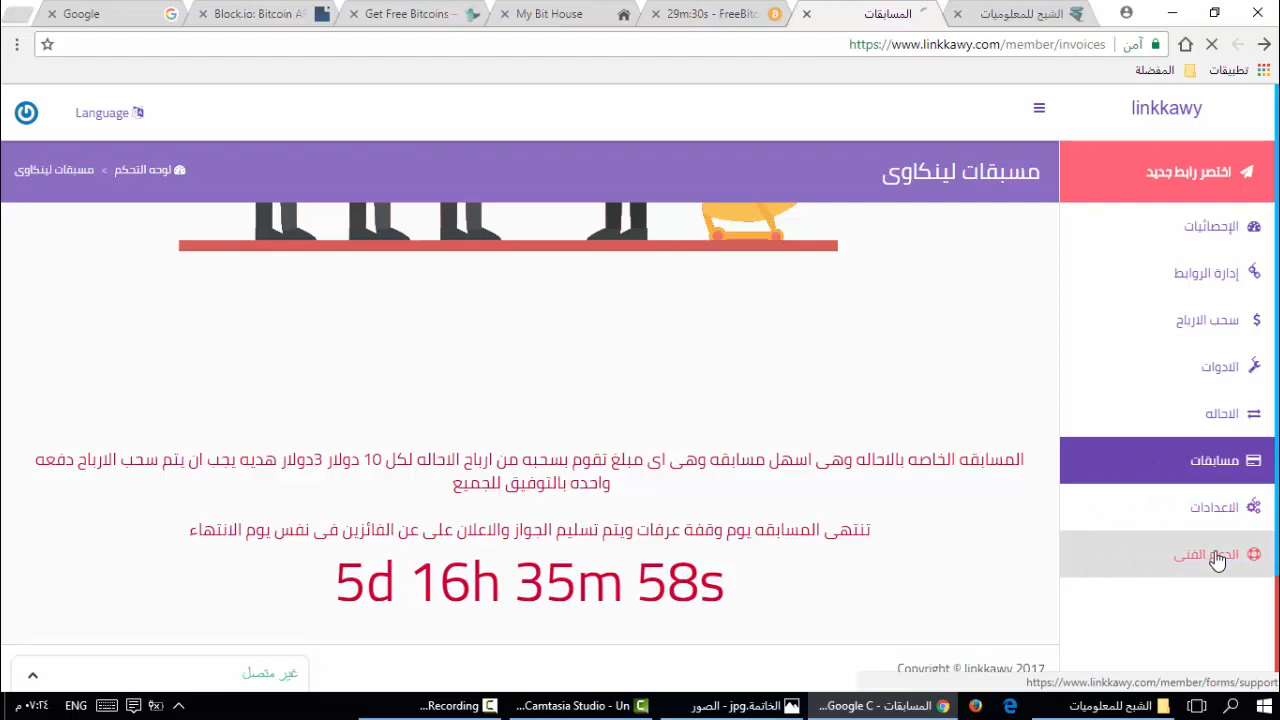 Google
Block.io: Bitcoin AF
Get Free Bitcoins -
My Bit House
29m:30s - FreeBitc
المسابقات
الشبح للمعلوميات
https://www.linkkawy.com/member/invoices
آمن
تطبيقات
المفضلة
Language
linkkawy
مسبقات لينكاوى
لوحه التحكم > مسبقات لينكاوى
اختصر رابط جديد
الإحصائيات
إدارة الروابط
سحب الارباح
الادوات
الاحاله
مسابقات
الاعدادات
الفنى
المسابقه الخاصه بالاحاله وهى اسهل مسابقه وهى اى مبلغ تقوم بسحبه من ارباح الاحاله لكل 10 دولار 3دولار هديه يجب ان يتم سحب الارباح دفعه
واحده بالتوفيق للجميع
تنتهى المسابقه يوم وقفة عرفات ويتم تسليم الجواز والاعلان على عن الفائزين فى نفس يوم الانتهاء
5d 16h 35m 58s
غير متصل
Copyright © linkkawy 2017
https://www.linkkawy.com/member/forms/support
٠٧:٢٤ م
ENG
Recording...
Camtasia Studio - Un...
الخاتمة.jpg - الصور
المسابقات - Google C...
الشبح للمعلوميات